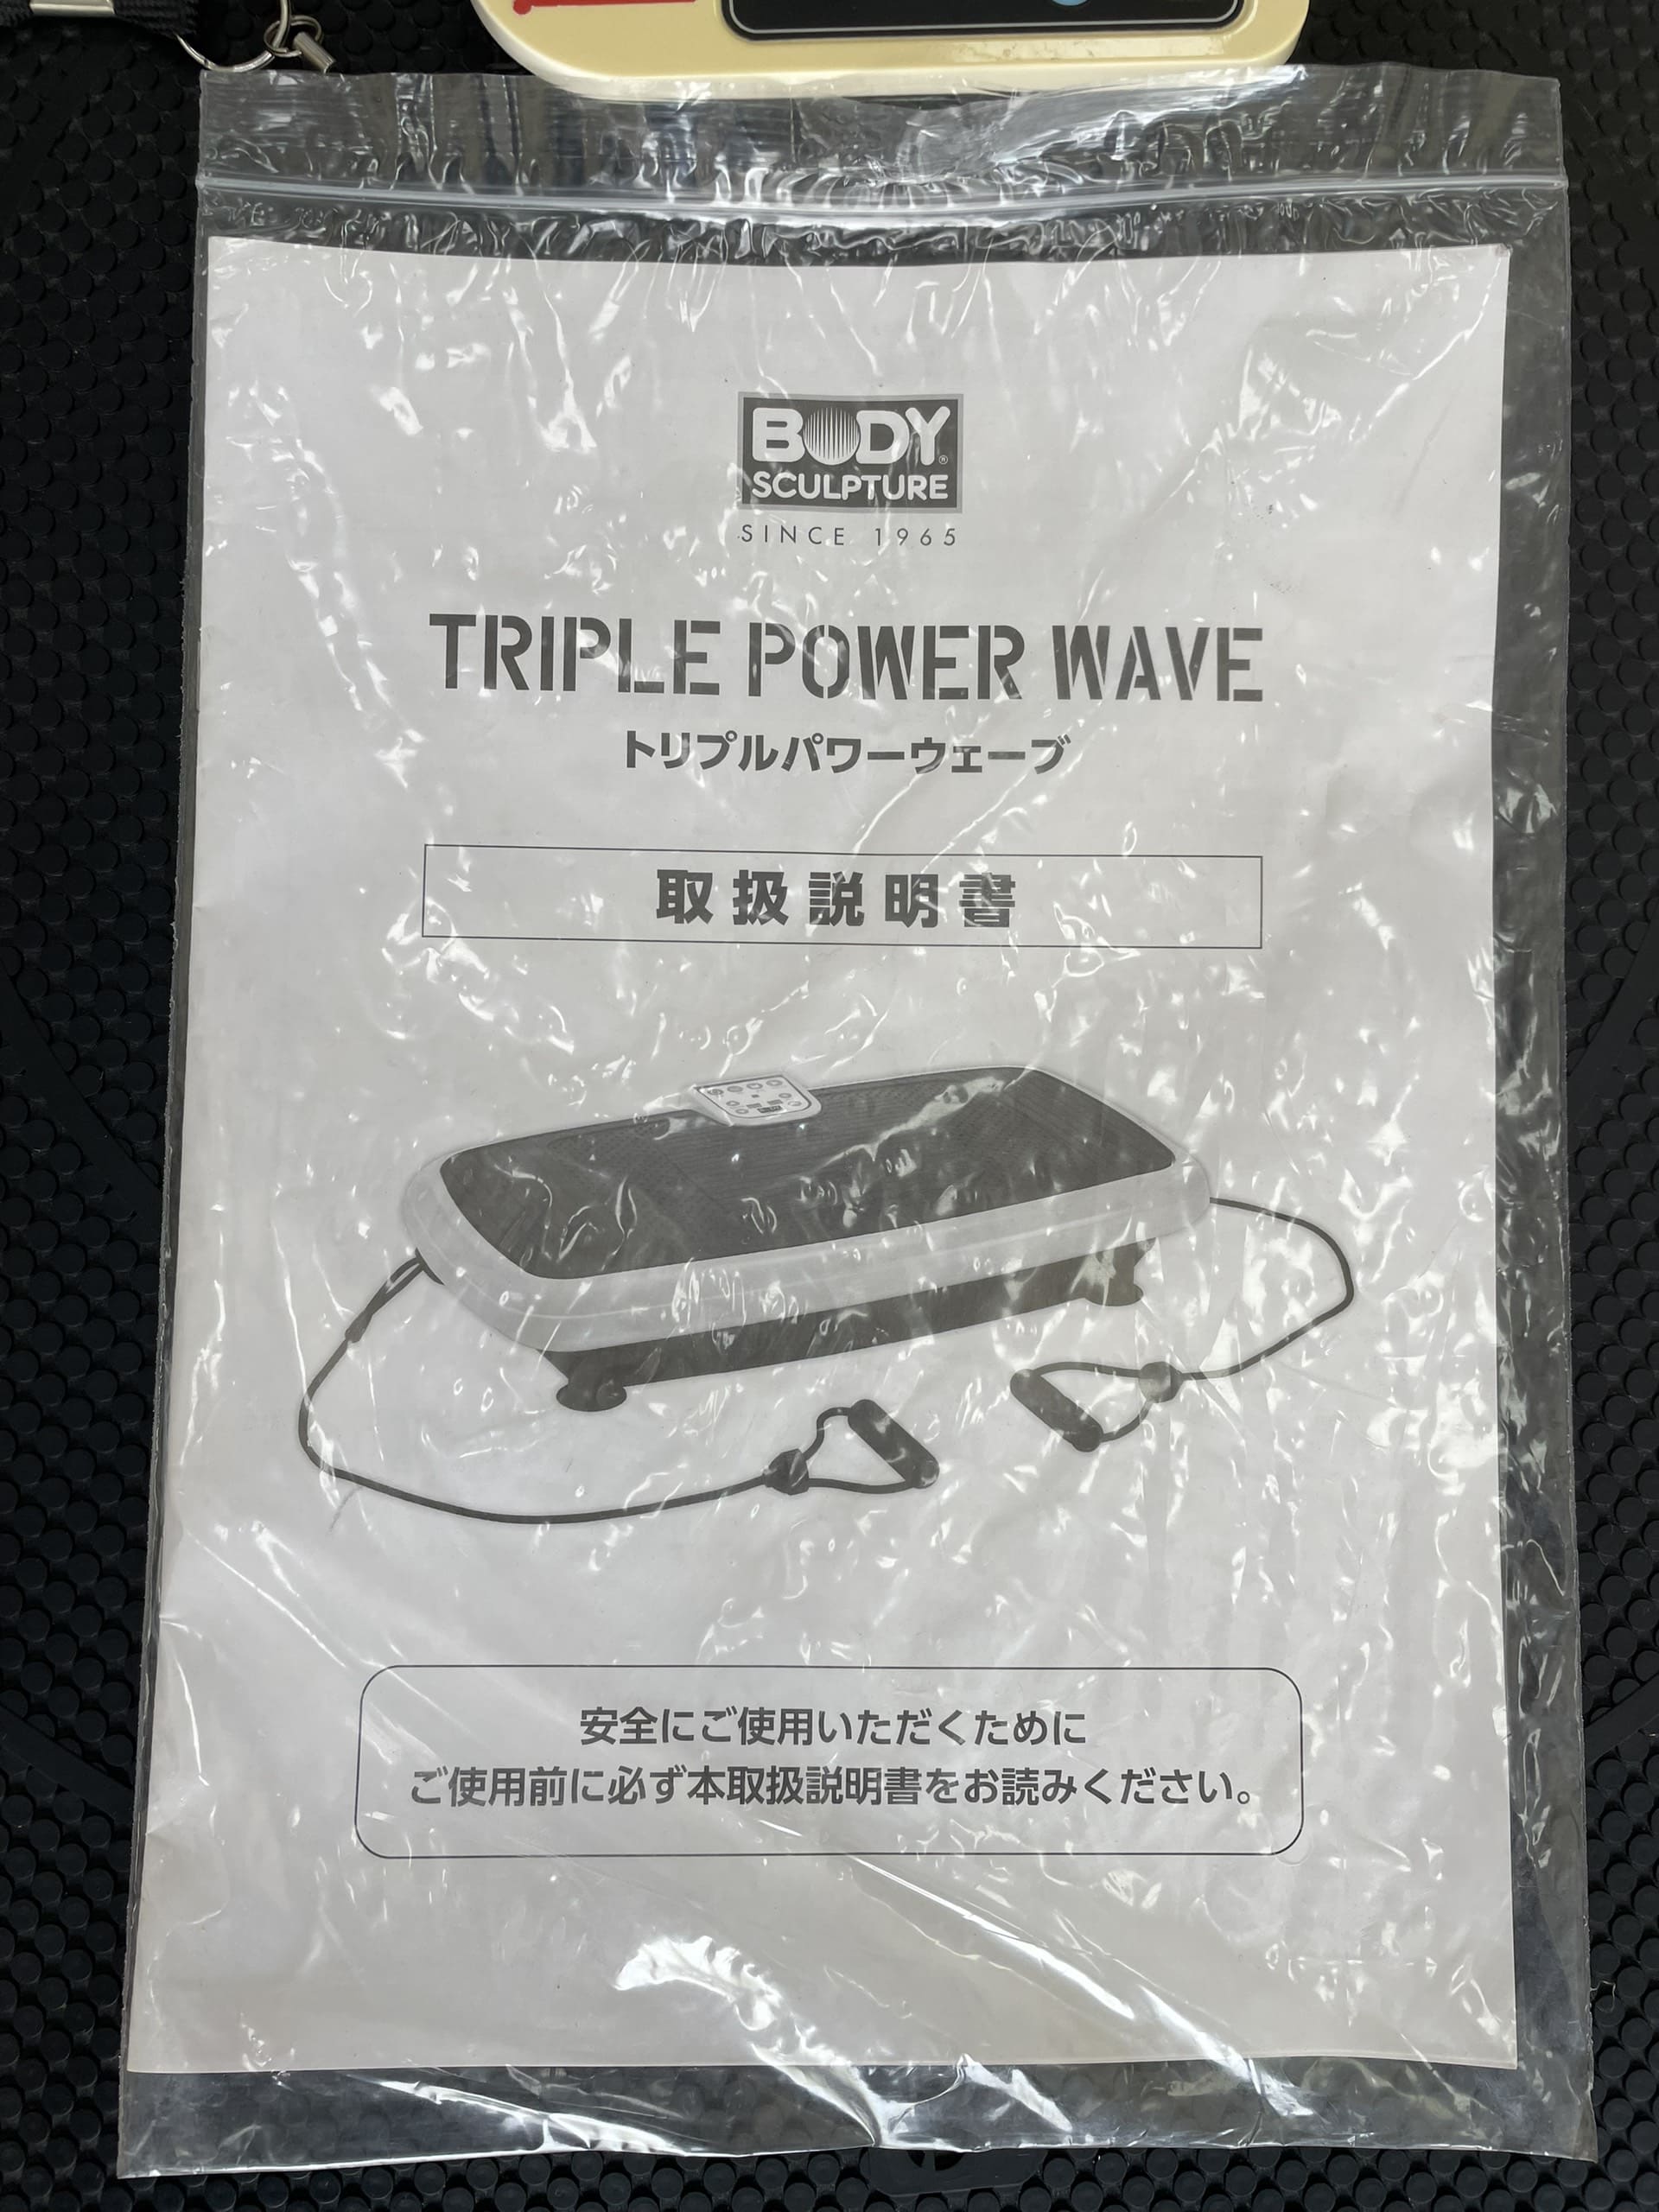 BODY
SCULPTURE
SINCE 1965
TRIPLE POWER WAVE
トリプルパワーウェーブ
取扱説明書
安全にご使用いただくために
ご使用前に必ず本取扱説明書をお読みください。